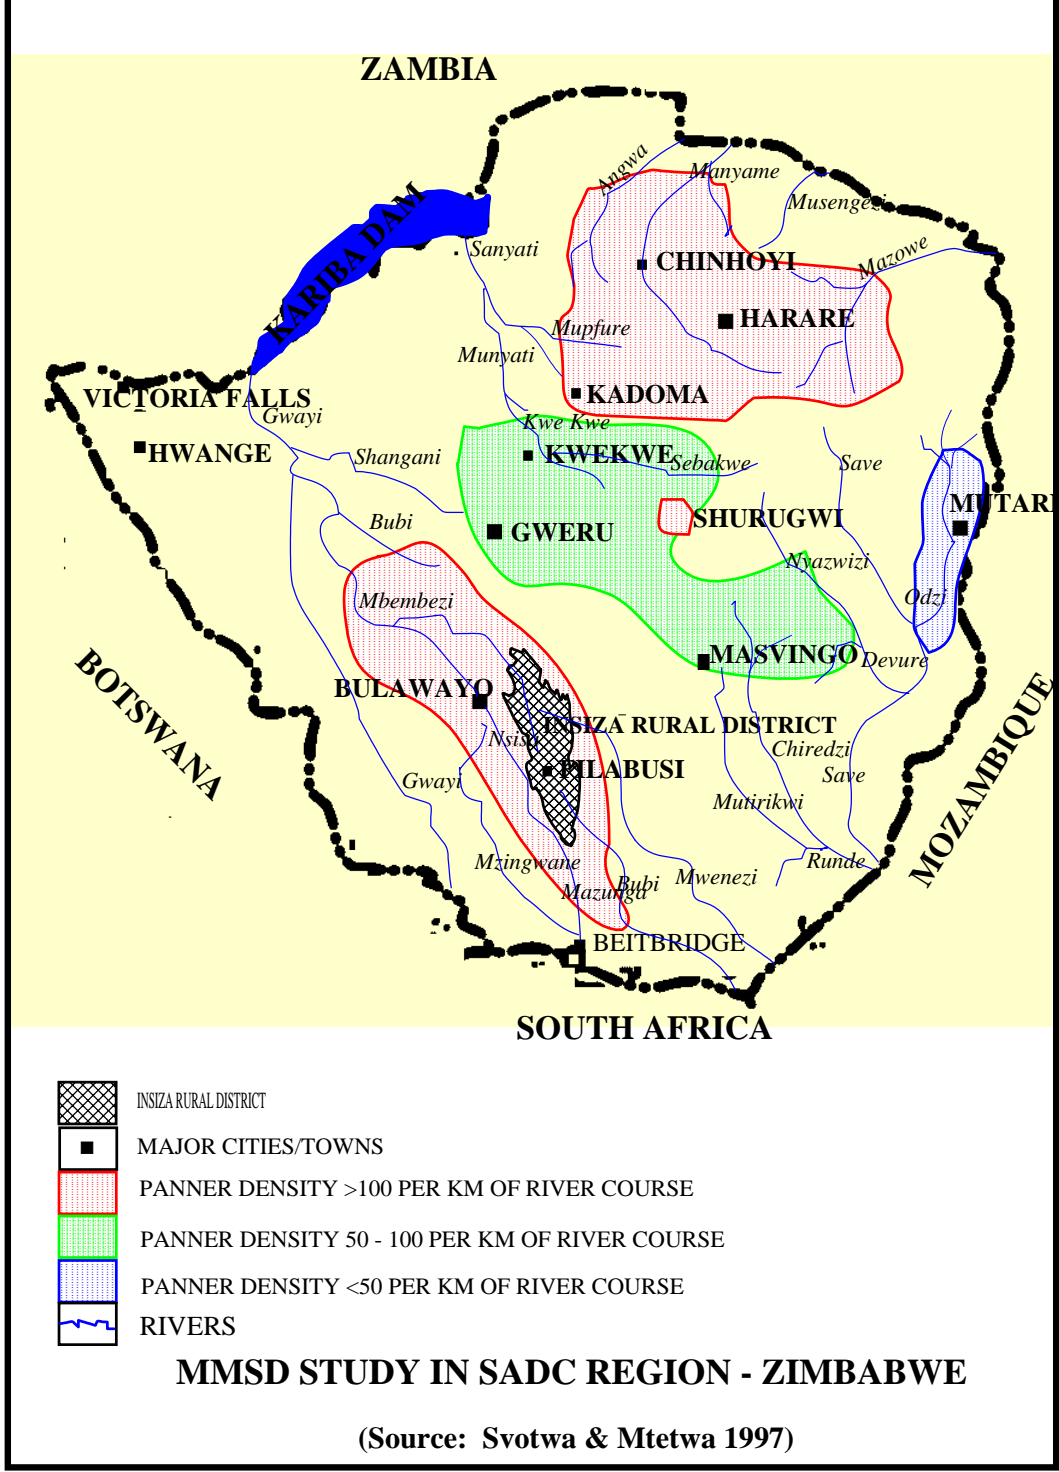 ZAMBIA
Angwa
Manyame
Musengezi
KARIBA DAM
Sanyati
CHINHOYI
Mazowe
HARARE
Mupfure
Munyati
VICTORIA FALLS
KADOMA
Gwayi
Kwe Kwe
HWANGE
Shangani
KWEKWE
Sebakwe
Save
MUTARE
Bubi
GWERU
SHURUGWI
Nyazwizi
Mbembezi
Odzi
BOTSWANA
MASVINGO
Devure
BULAWAYO
INSIZA RURAL DISTRICT
Nsisa
Chiredzi
FILABUSI
Gwayi
Save
Mutirikwi
MOZAMBIQUE
Mzingwane
Runde
Mazunga
Bubi
Mwenezi
BEITBRIDGE
SOUTH AFRICA
INSIZA RURAL DISTRICT
MAJOR CITIES/TOWNS
PANNER DENSITY >100 PER KM OF RIVER COURSE
PANNER DENSITY 50 - 100 PER KM OF RIVER COURSE
PANNER DENSITY <50 PER KM OF RIVER COURSE
RIVERS
MMSD STUDY IN SADC REGION - ZIMBABWE
(Source: Svotwa & Mtetwa 1997)